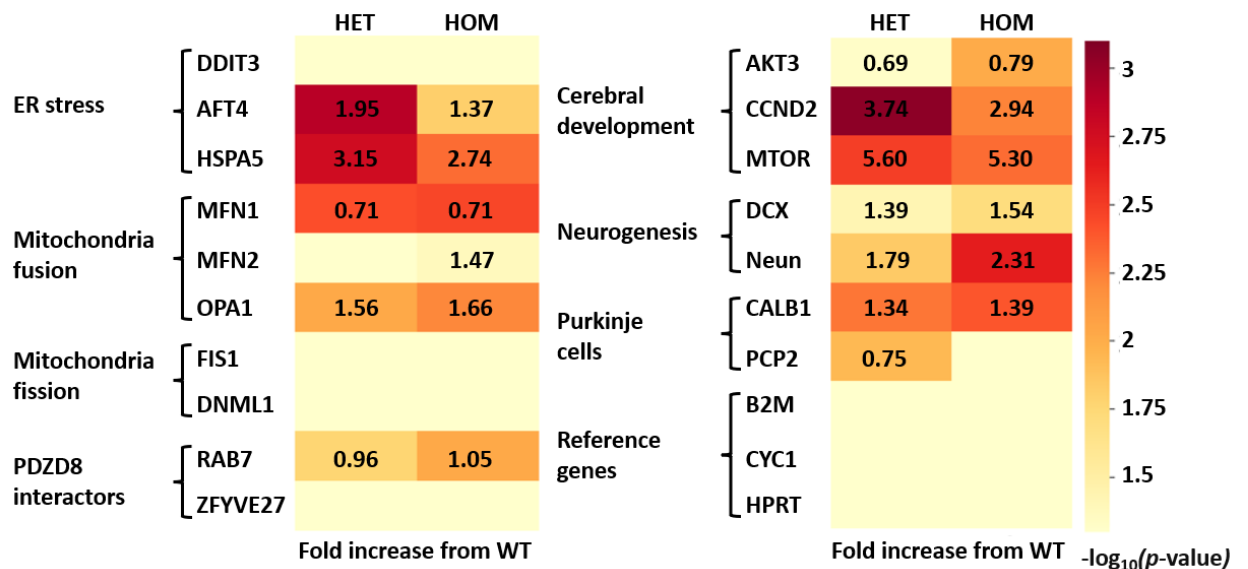 HET HOM
ER stress
DDIT3
AFT4 1.95 1.37
HSPA5 3.15 2.74
Mitochondria
fusion
MFN1 0.71 0.71
MFN2 1.47
OPA1 1.56 1.66
Mitochondria
fission
FIS1
DNML1
PDZD8
interactors
RAB7 0.96 1.05
ZFYVE27
Fold increase from WT
HET HOM
Cerebral
development
AKT3 0.69 0.79
CCND2 3.74 2.94
MTOR 5.60 5.30
Neurogenesis
DCX 1.39 1.54
Neun 1.79 2.31
Purkinje
cells
CALB1 1.34 1.39
PCP2 0.75
Reference
genes
B2M
CYC1
HPRT
Fold increase from WT
3
2.75
2.5
2.25
2
1.75
1.5
-log₁₀(p-value)